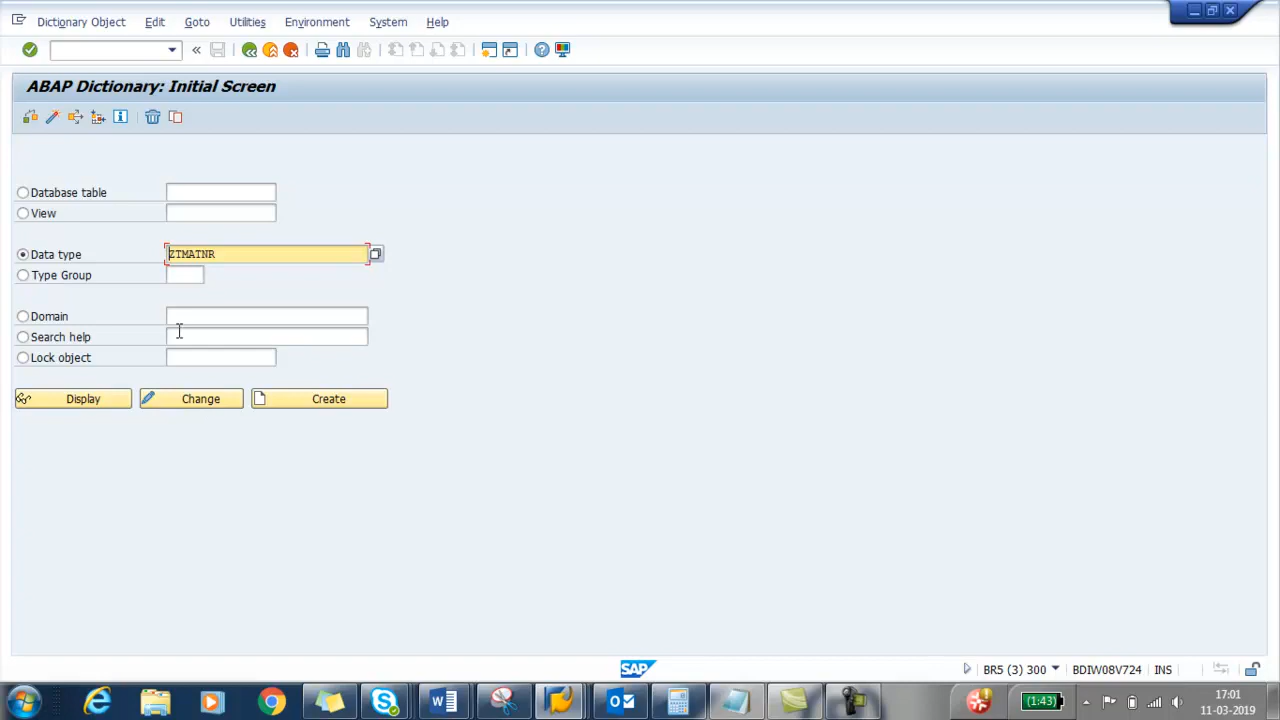 Dictionary Object Edit Goto Utilities Environment System Help
ABAP Dictionary: Initial Screen
Database table
View
Data type ZTMATNR
Type Group
Domain
Search help
Lock object
Display Change Create
SAP BR5 (3) 300 BDIW08V724 INS
(1:43) 17:01
11-03-2019